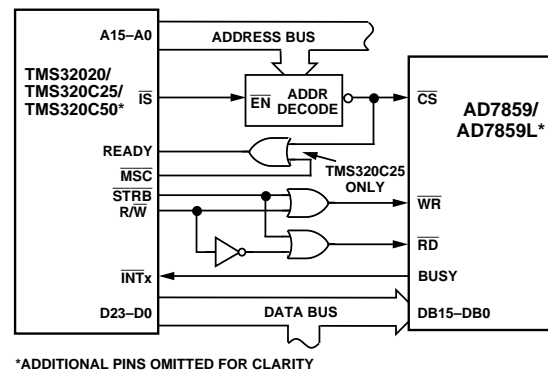 A15–A0
ADDRESS BUS
TMS32020/
TMS320C25/
TMS320C50*
IS
EN
ADDR
DECODE
CS
AD7859/
AD7859L*
READY
TMS320C25
ONLY
MSC
STRB
R/W
WR
RD
INTx
BUSY
D23–D0
DATA BUS
DB15–DB0
*ADDITIONAL PINS OMITTED FOR CLARITY